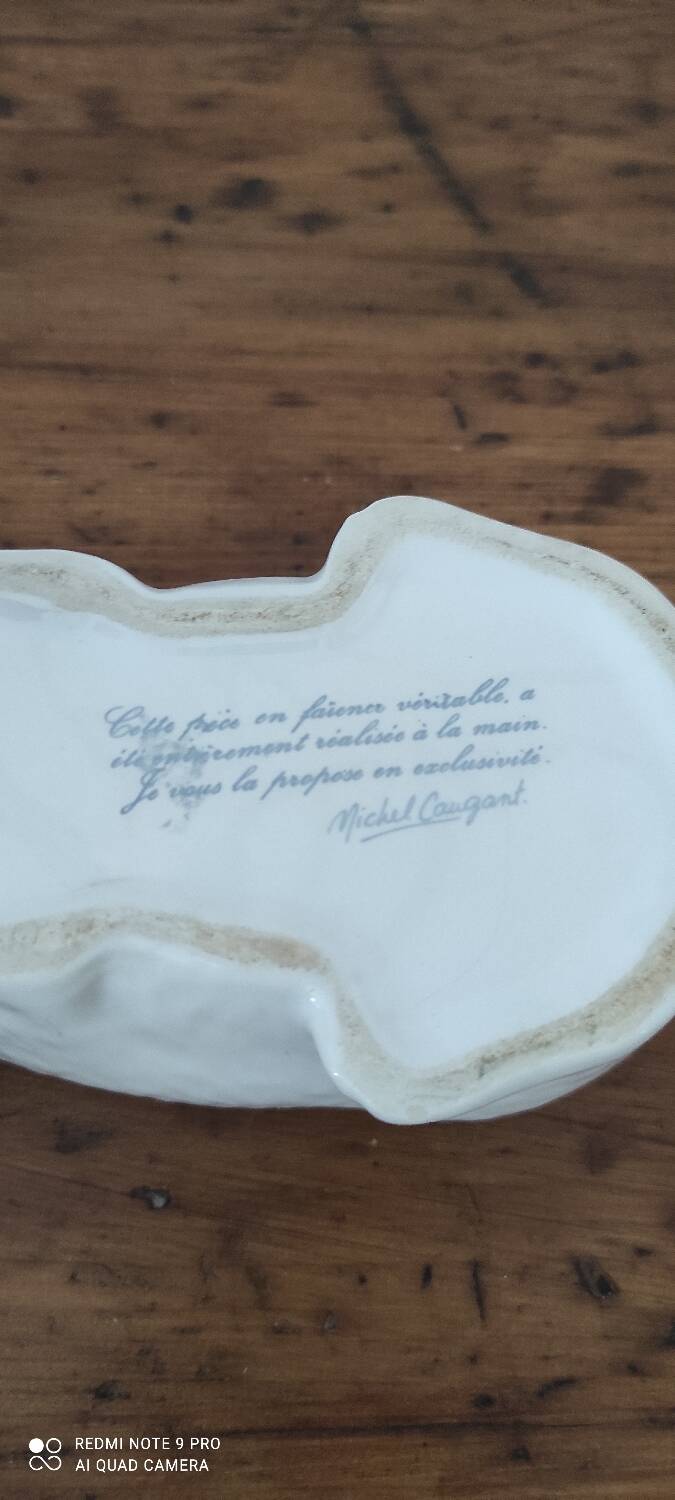 Cette pièce en faïence véritable, a
été entièrement réalisée à la main.
Je vous la propose en exclusivité.
Michel Caugant.
REDMI NOTE 9 PRO
AI QUAD CAMERA